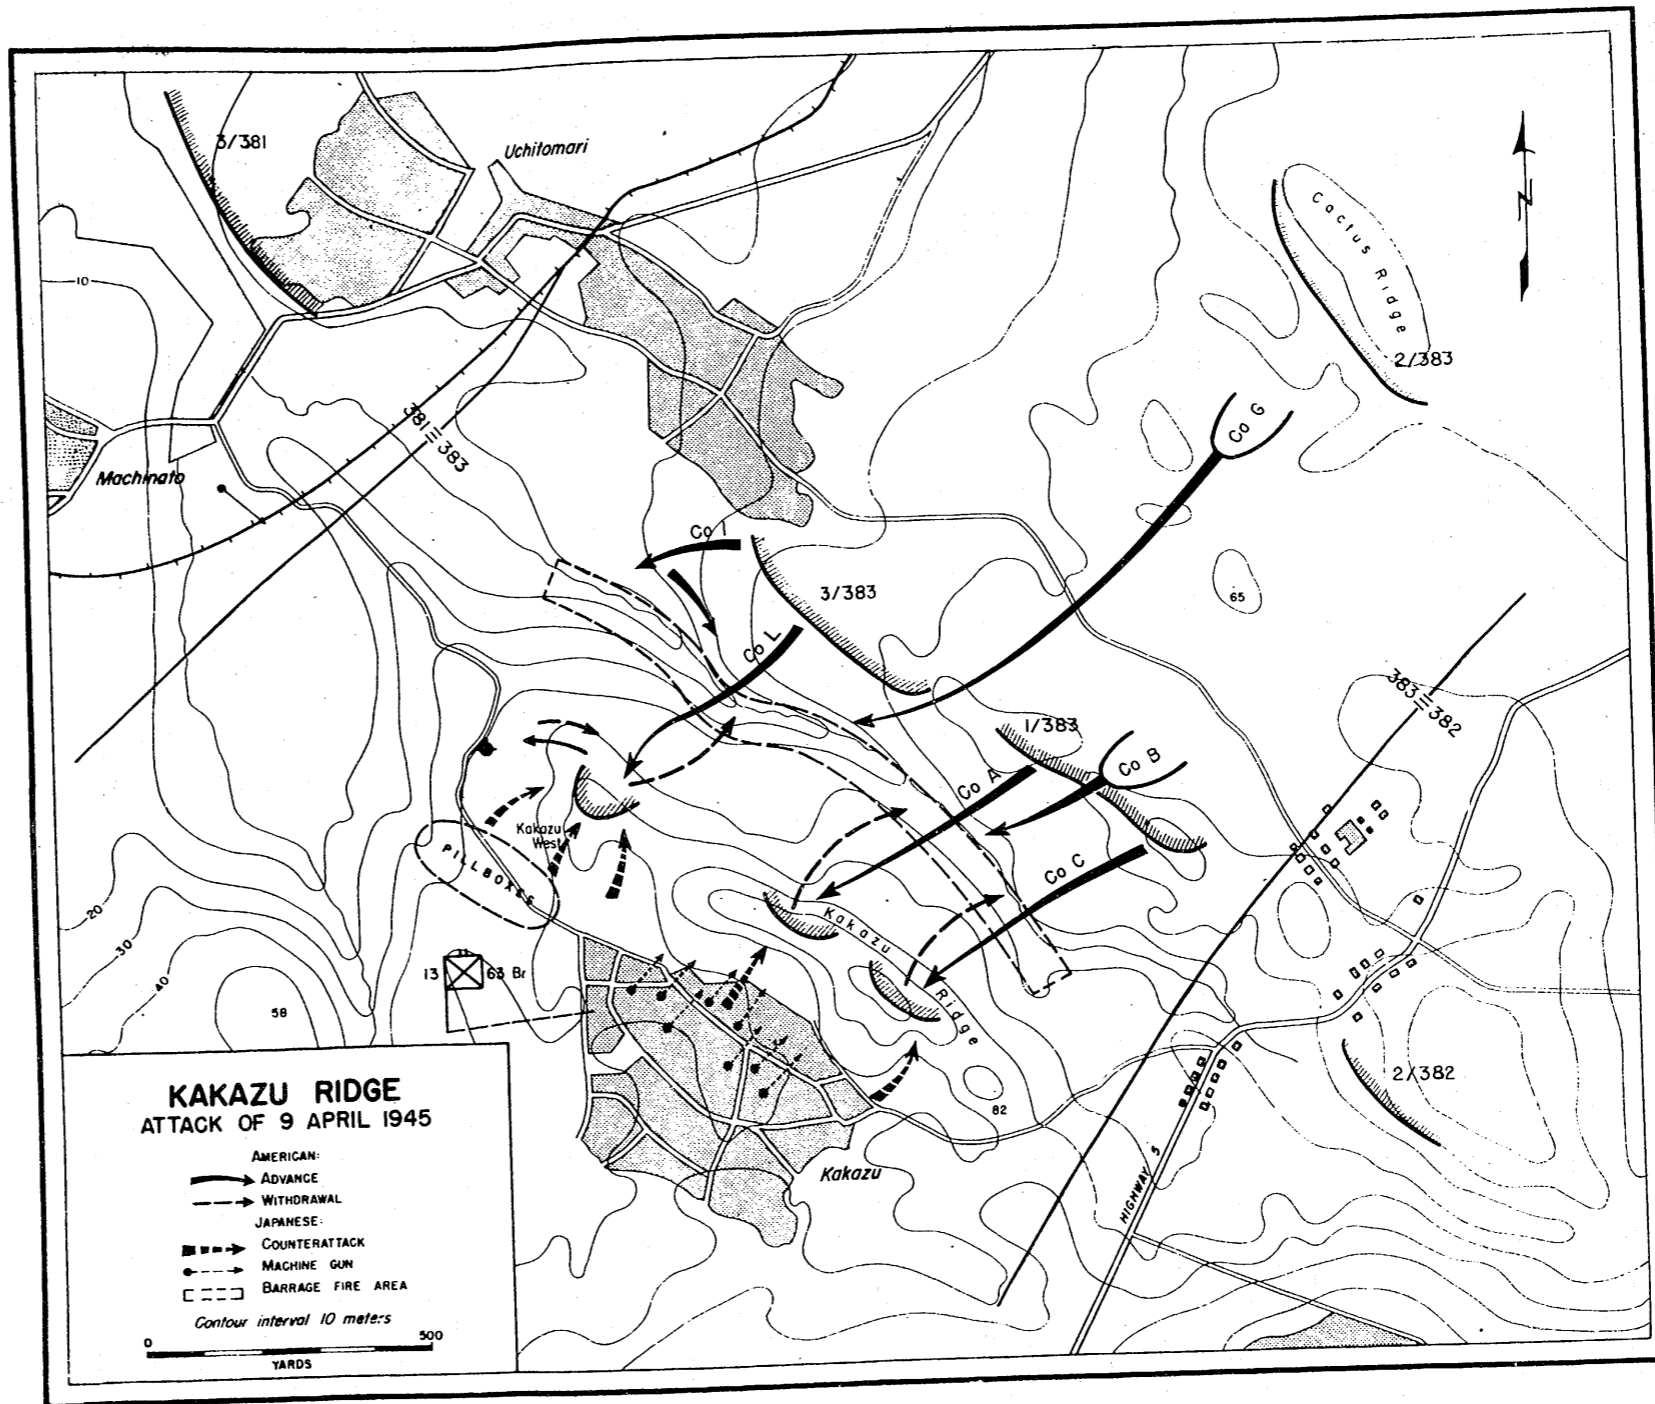 3/381
Uchitomari
Cactus Ridge
2/383
10
381
383
Machinato
Co G
Co I
3/383
65
Co L
383
382
1/383
Co A
Co B
Kakazu
West
PILLBOXES
Co C
20
30
40
Kakazu Ridge
13
63 Br
58
82
2/382
Kakazu
HIGHWAY 5
KAKAZU RIDGE
ATTACK OF 9 APRIL 1945
AMERICAN:
ADVANCE
WITHDRAWAL
JAPANESE:
COUNTERATTACK
MACHINE GUN
BARRAGE FIRE AREA
Contour interval 10 meters
0 500
YARDS